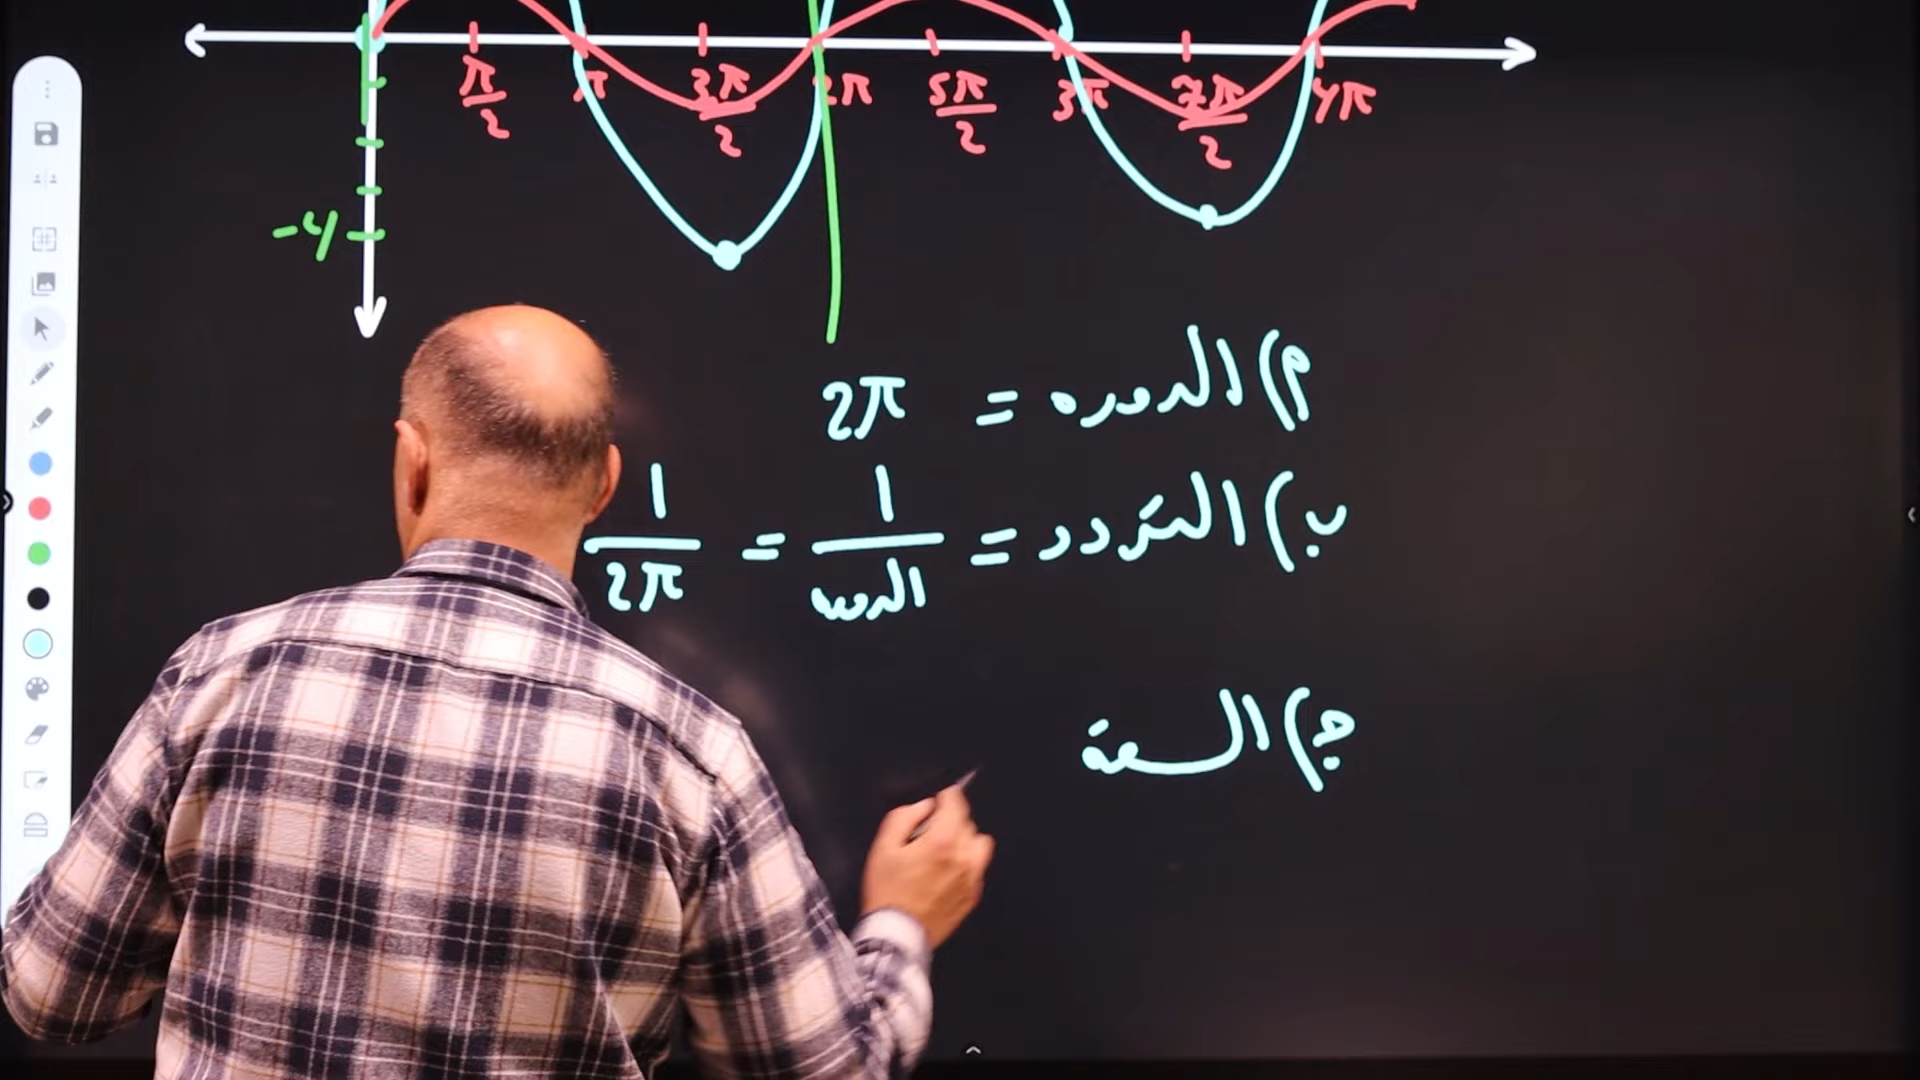 π/2 π 3π/2 2π 5π/2 3π 7π/2 4π
-4
أ) الدوره = 2π
ب) التردد = 1/الدوره = 1/2π
ج) السعة